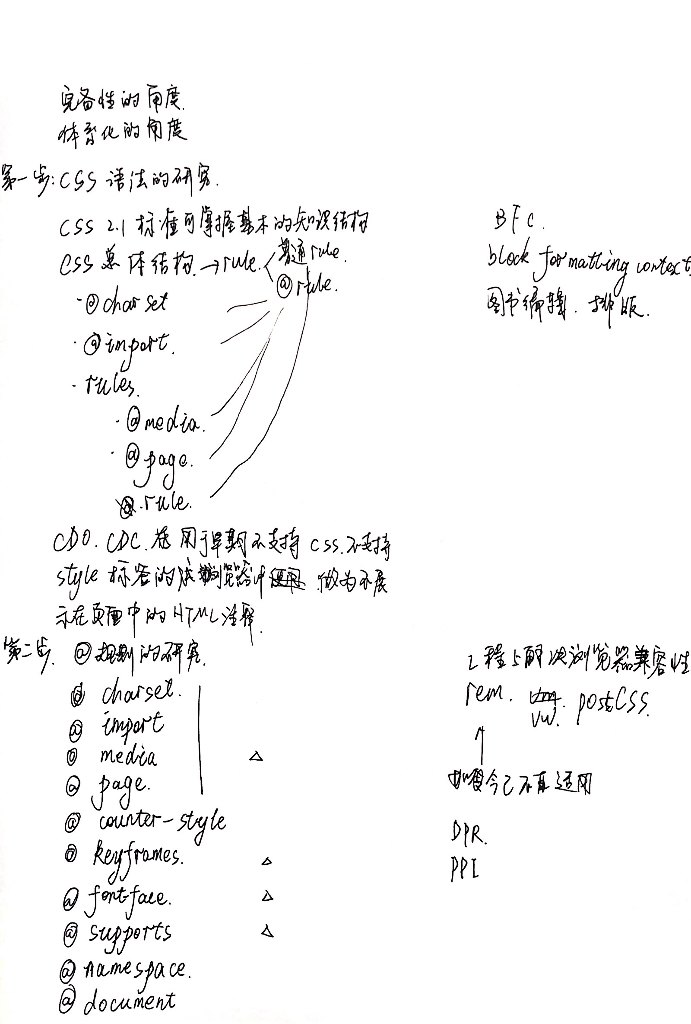 完备性的角度.
体系化的角度
第一步: CSS 语法的研究.
CSS 2.1 标准可掌握基本的知识结构
CSS 总体结构. → rule. < 普通 rule.
@rule.
· @charset
· @import.
· rules.
· @media.
· @page.
· rule.
CDO. CDC. 适用于早期不支持 CSS. 不支持
style 标签的浏览器中 做为不展
示在页面中的 HTML 注释.
第二步. @规则的研究.
@ charset.
@ import
@ media △
@ page.
@ counter-style
@ keyframes. △
@ fontface. △
@ supports △
@ namespace.
@ document
BFC.
block formatting context.
图书编辑. 排版.
工程上解决浏览器兼容性
rem. vw. postCSS.
↑
如今已不再适用
DPR.
PPI